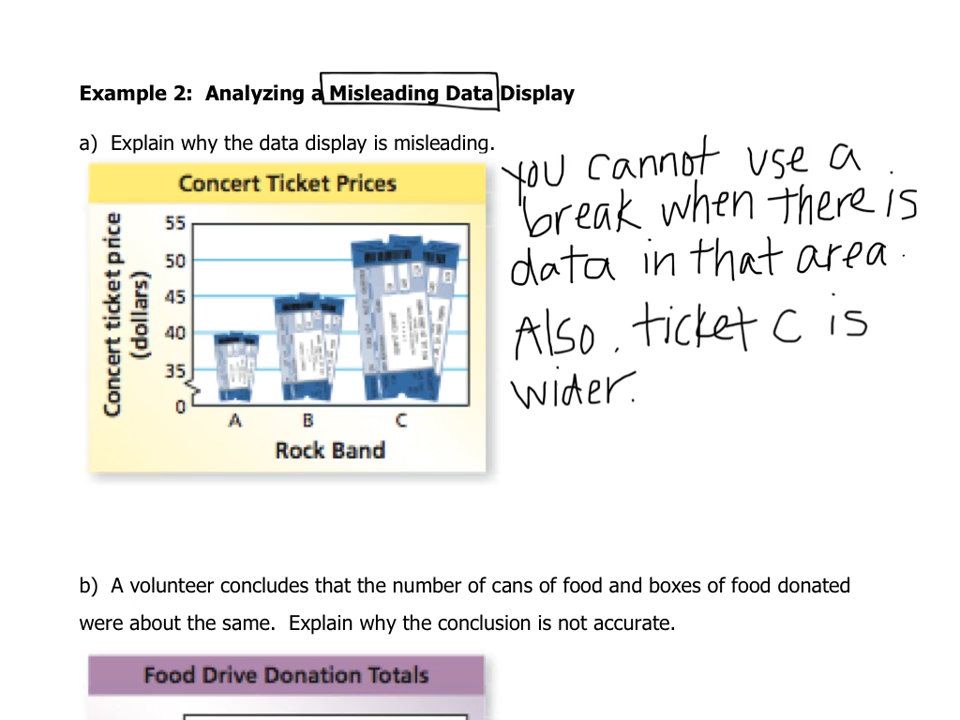 Example 2: Analyzing a Misleading Data Display
a) Explain why the data display is misleading.
Concert Ticket Prices
Concert ticket price
(dollars)
55
50
45
40
35
0
A B C
Rock Band
You cannot use a
break when there is
data in that area.
Also, ticket C is
wider.
b) A volunteer concludes that the number of cans of food and boxes of food donated
were about the same. Explain why the conclusion is not accurate.
Food Drive Donation Totals